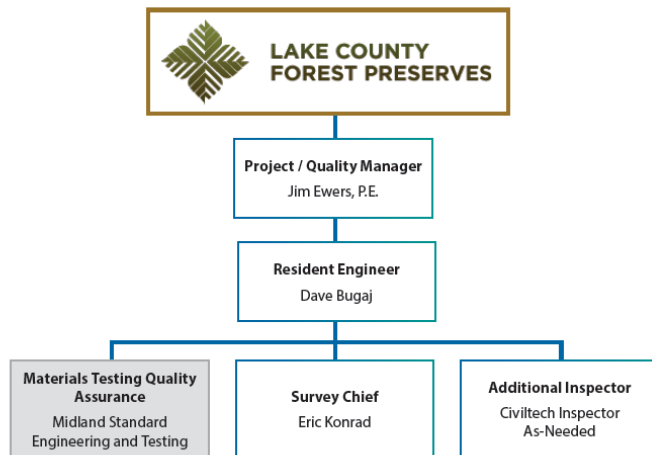 LAKE COUNTY
FOREST PRESERVES
Project / Quality Manager
Jim Ewers, P.E.
Resident Engineer
Dave Bugaj
Materials Testing Quality
Assurance
Midland Standard
Engineering and Testing
Survey Chief
Eric Konrad
Additional Inspector
Civiltech Inspector
As-Needed